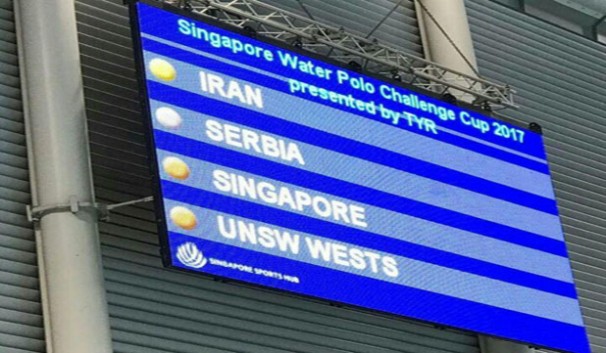 Singapore Water Polo Challenge Cup 2017
presented by TYR
IRAN
SERBIA
SINGAPORE
UNSW WESTS
SINGAPORE SPORTS HUB